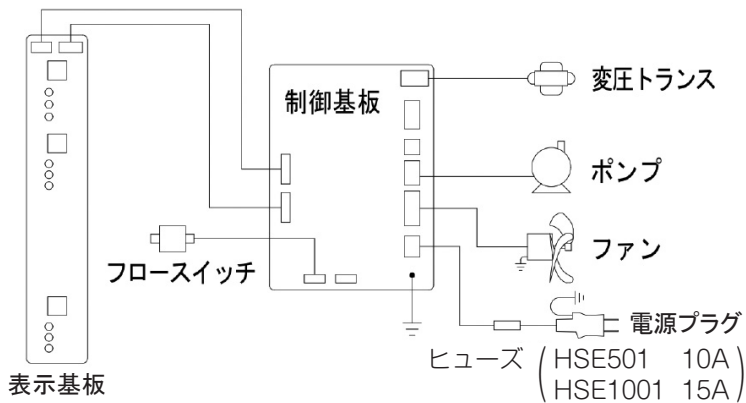 制御基板
変圧トランス
ポンプ
ファン
フロースイッチ
電源プラグ
ヒューズ (HSE501 10A
HSE1001 15A)
表示基板